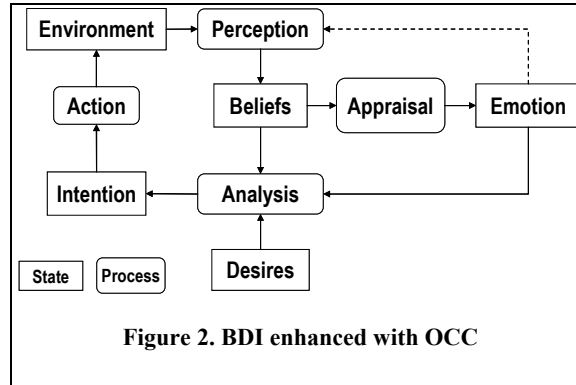 Environment
Perception
Action
Beliefs
Appraisal
Emotion
Intention
Analysis
Desires
State
Process
Figure 2. BDI enhanced with OCC